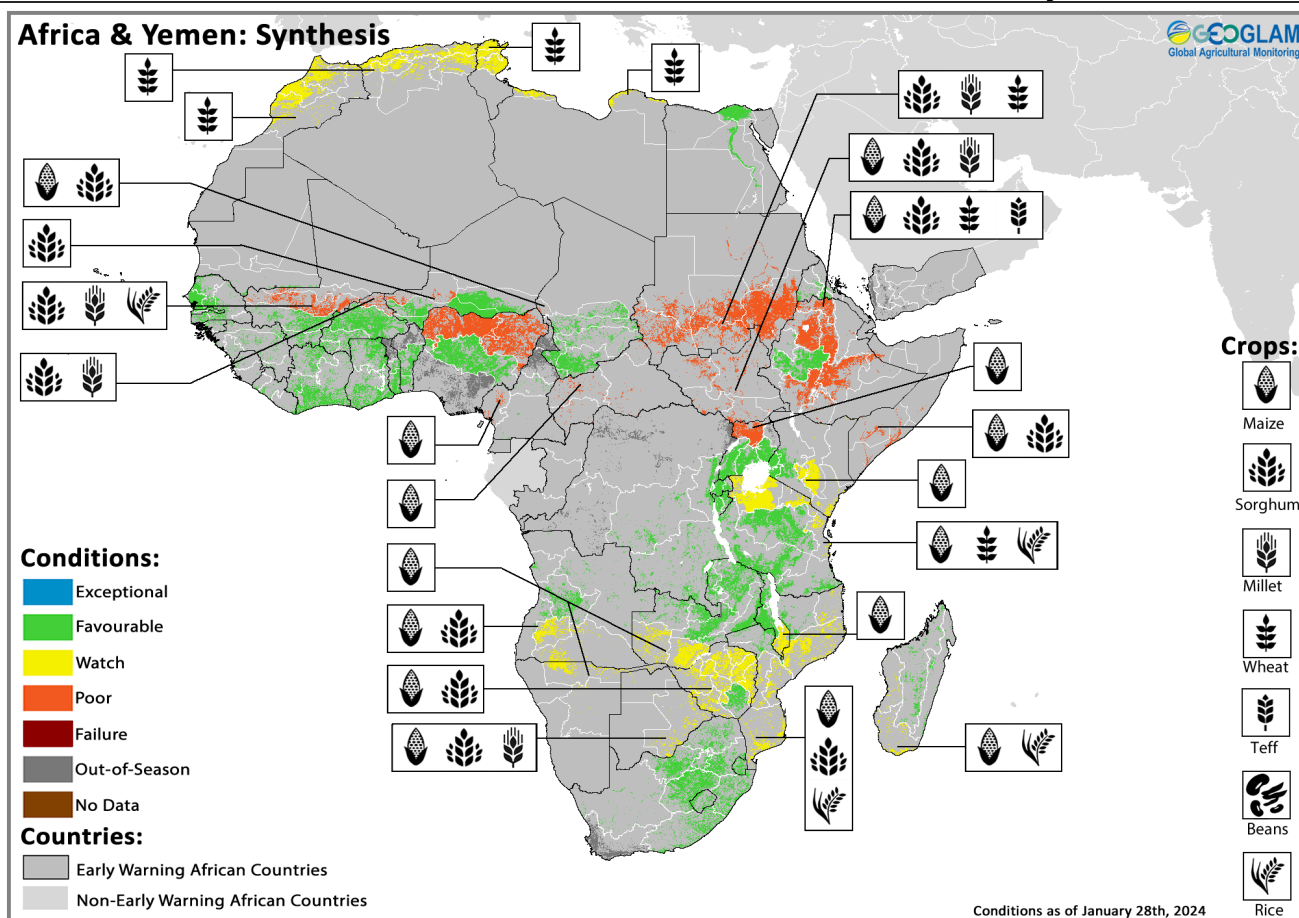 Africa & Yemen: Synthesis
GEOGLAM
Global Agricultural Monitoring
Crops:
Maize
Sorghum
Millet
Wheat
Teff
Beans
Rice
Conditions:
Exceptional
Favourable
Watch
Poor
Failure
Out-of-Season
No Data
Countries:
Early Warning African Countries
Non-Early Warning African Countries
Conditions as of January 28th, 2024